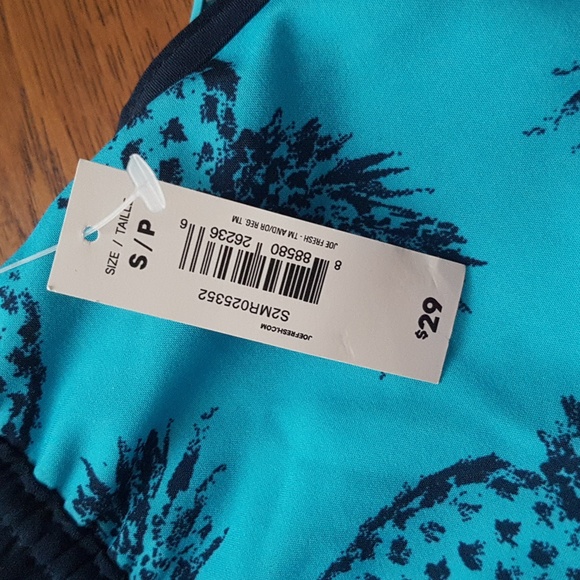 SIZE / TAILLE
S / P
8 88580 26236 6
JOE FRESH - TM AND/OR REG. TM
S2MR025352
JOEFRESH.COM
$29